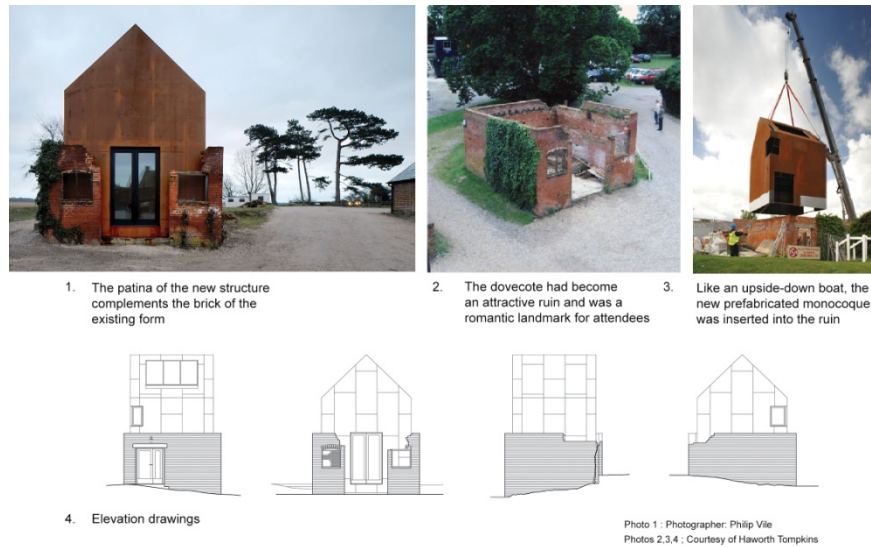 1. The patina of the new structure
complements the brick of the
existing form
2. The dovecote had become
an attractive ruin and was a
romantic landmark for attendees
3. Like an upside-down boat, the
new prefabricated monocoque
was inserted into the ruin
4. Elevation drawings
Photo 1 : Photographer: Philip Vile
Photos 2,3,4 ; Courtesy of Haworth Tompkins